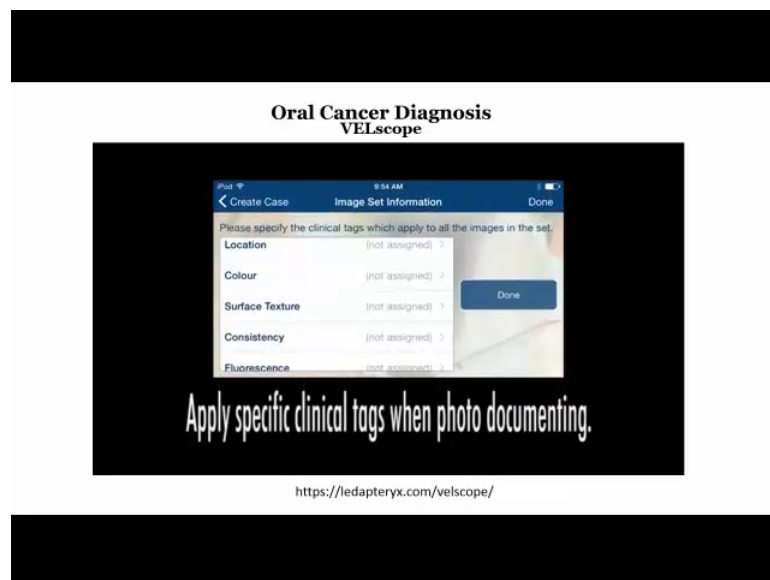 Oral Cancer Diagnosis
VELscope
iPod 9:54 AM
Create Case Image Set Information Done
Please specify the clinical tags which apply to all the images in the set.
Location (not assigned)
Colour (not assigned)
Done
Surface Texture (not assigned)
Consistency (not assigned)
Fluorescence (not assigned)
Apply specific clinical tags when photo documenting.
https://ledapteryx.com/velscope/